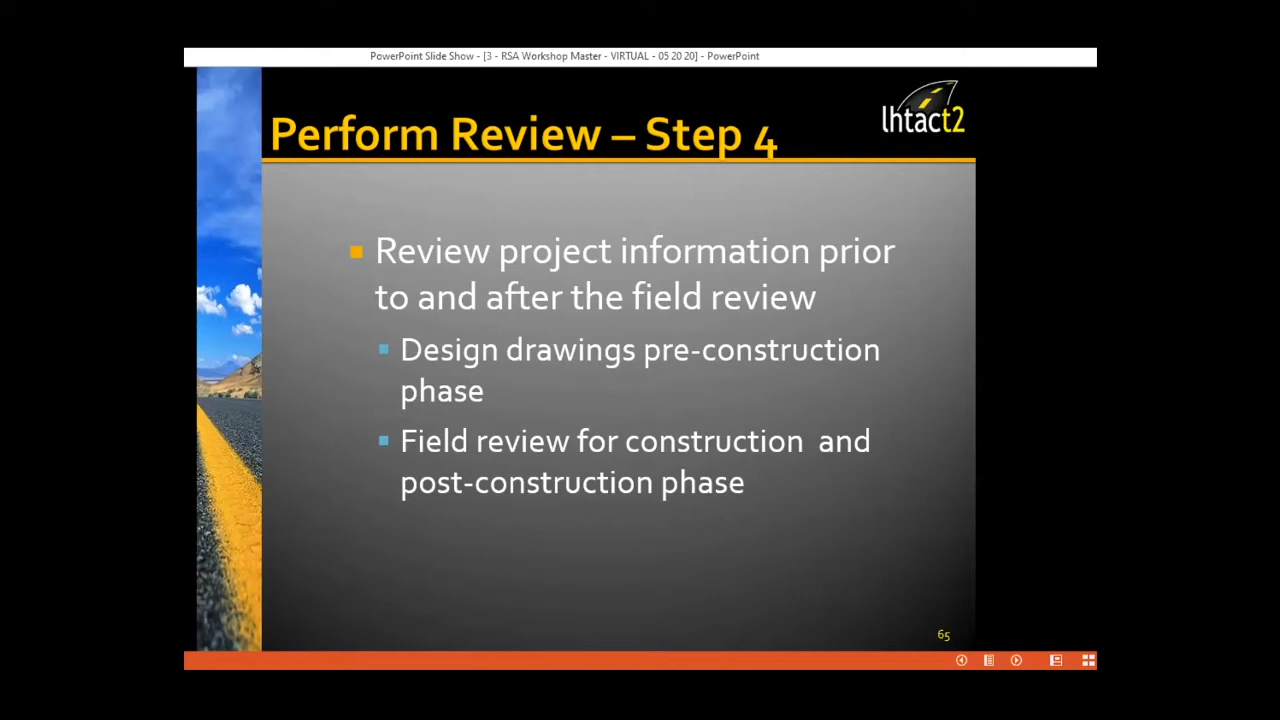 PowerPoint Slide Show - [3 - RSA Workshop Master - VIRTUAL - 05 20 20] - PowerPoint
lhtact2
Perform Review – Step 4
Review project information prior
to and after the field review
Design drawings pre-construction
phase
Field review for construction  and
post-construction phase
65